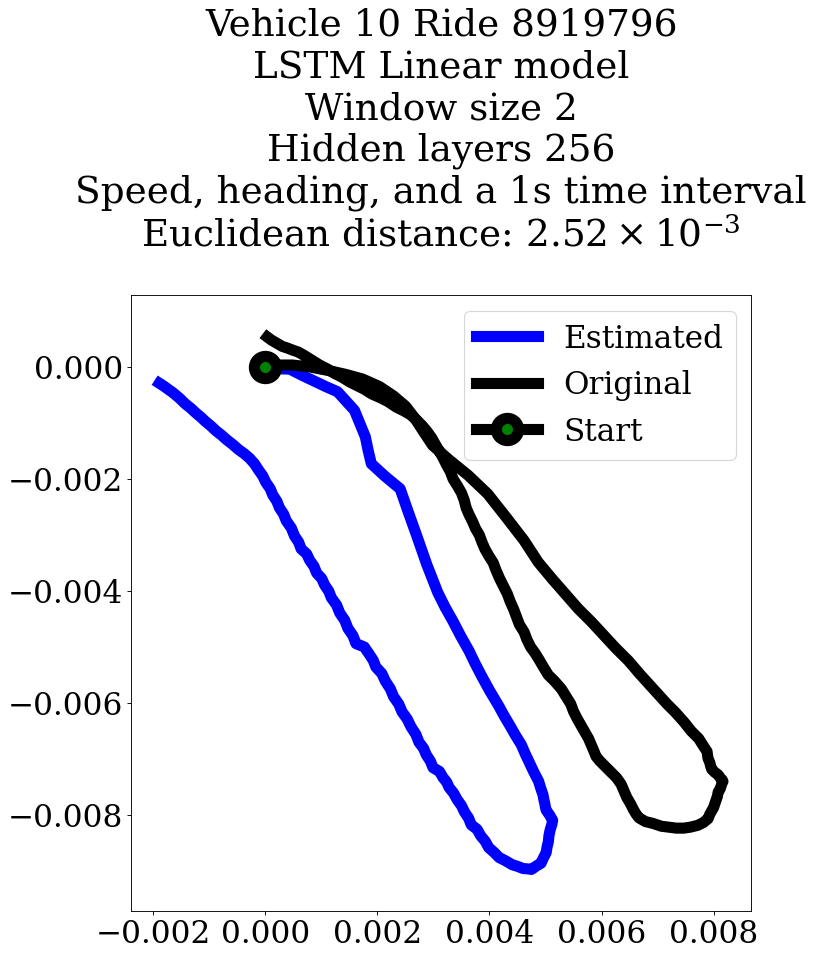 Vehicle 10 Ride 8919796
LSTM Linear model
Window size 2
Hidden layers 256
Speed, heading, and a 1s time interval
Euclidean distance: 2.52 × 10⁻³
Estimated
Original
Start
0.000
−0.002
−0.004
−0.006
−0.008
−0.002 0.000 0.002 0.004 0.006 0.008